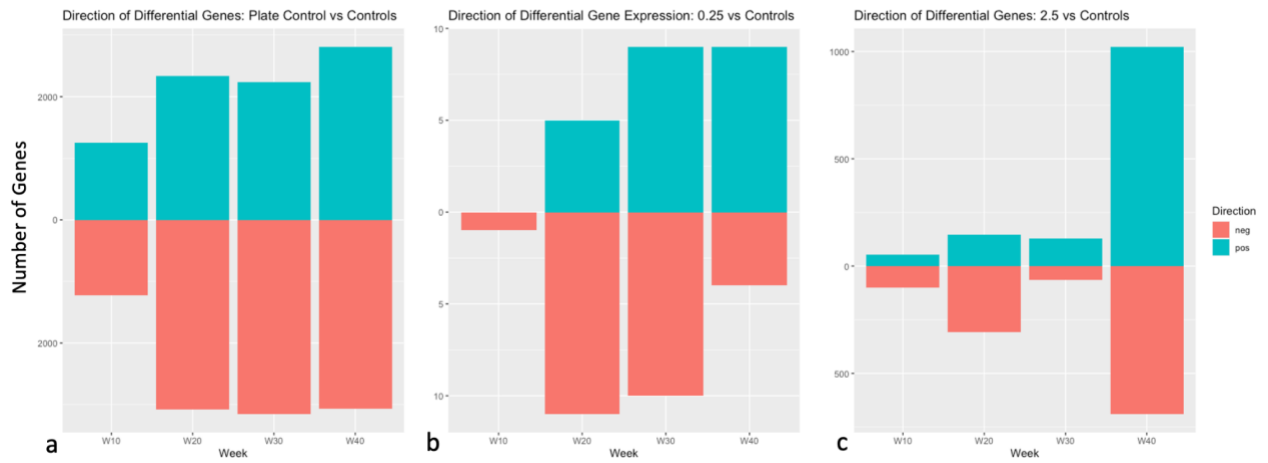 Direction of Differential Genes: Plate Control vs Controls
Direction of Differential Gene Expression: 0.25 vs Controls
Direction of Differential Genes: 2.5 vs Controls
Number of Genes
2000
0
2000
W10
W20
W30
W40
Week
a
10
5
0
5
10
W10
W20
W30
W40
Week
b
1000
500
0
500
W10
W20
W30
W40
Week
c
Direction
neg
pos